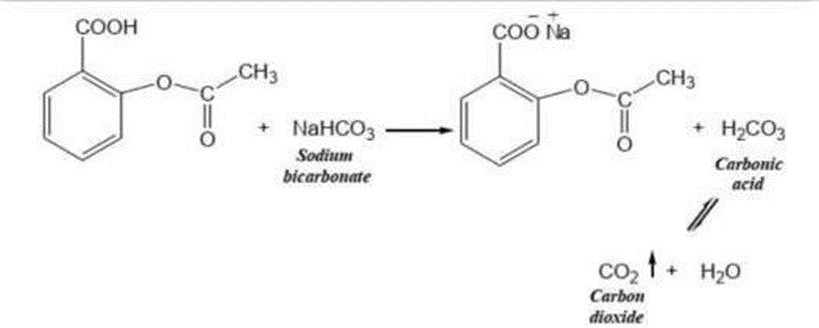 COOH
O
C
CH₃
O
+ NaHCO₃
Sodium
bicarbonate
COO⁻ Na⁺
O
C
CH₃
O
+ H₂CO₃
Carbonic
acid
CO₂ + H₂O
Carbon
dioxide